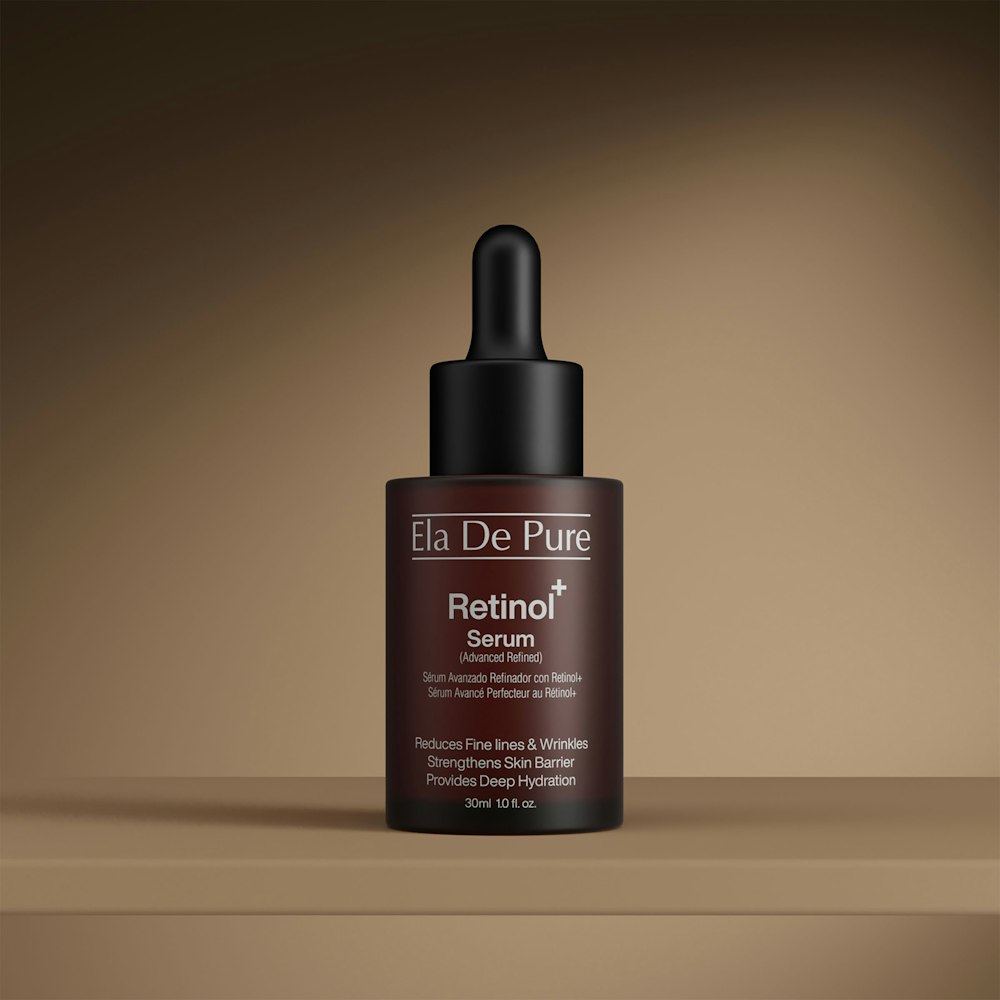 Ela De Pure
Retinol+
Serum
(Advanced Refined)
Sérum Avanzado Refinador con Retinol+
Sérum Avancé Perfecteur au Rétinol+
Reduces Fine lines & Wrinkles
Strengthens Skin Barrier
Provides Deep Hydration
30ml 1.0 fl. oz.